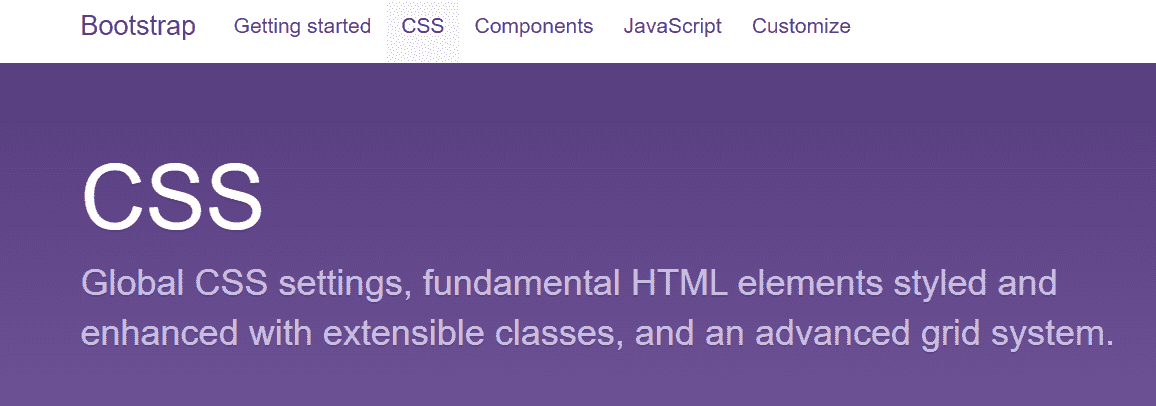 Bootstrap Getting started CSS Components JavaScript Customize
CSS
Global CSS settings, fundamental HTML elements styled and
enhanced with extensible classes, and an advanced grid system.